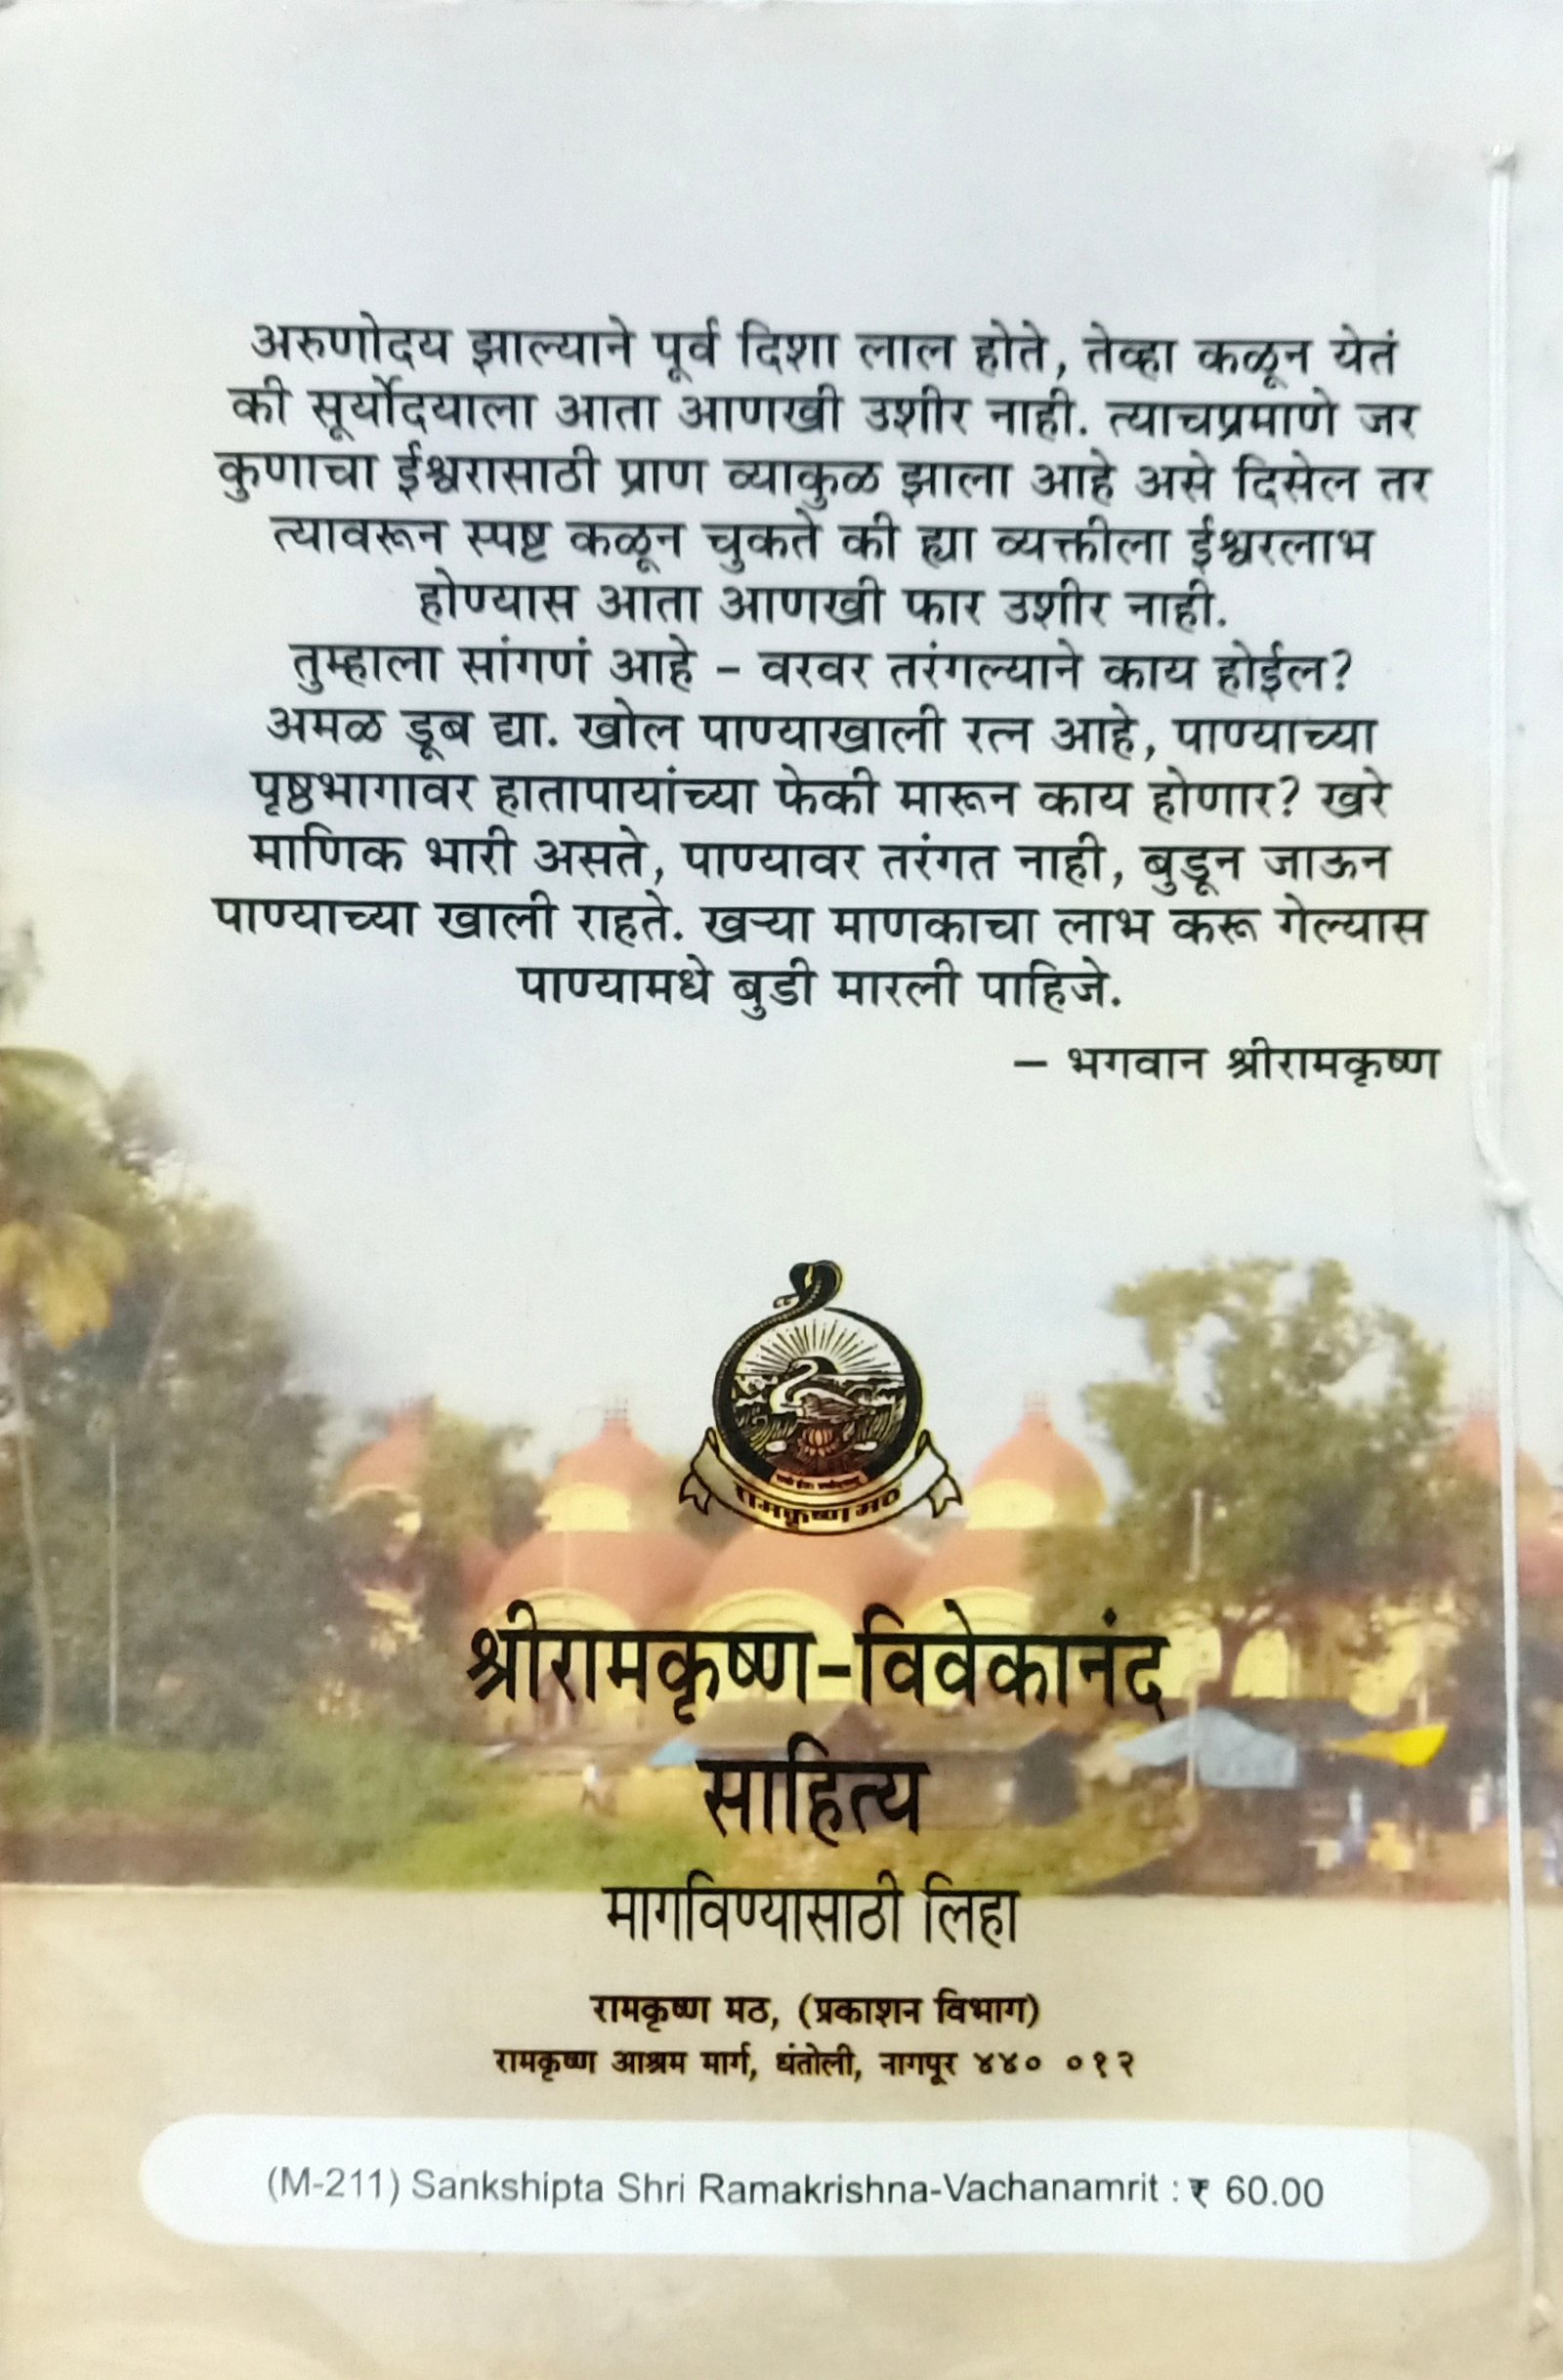 अरुणोदय झाल्याने पूर्व दिशा लाल होते, तेव्हा कळून येतं
की सूर्योदयाला आता आणखी उशीर नाही. त्याचप्रमाणे जर
कुणाचा ईश्वरासाठी प्राण व्याकुळ झाला आहे असे दिसेल तर
त्यावरून स्पष्ट कळून चुकते की ह्या व्यक्तीला ईश्वरलाभ
होण्यास आता आणखी फार उशीर नाही.
तुम्हाला सांगणं आहे – वरवर तरंगल्याने काय होईल?
अमळ डूब द्या. खोल पाण्याखाली रत्न आहे, पाण्याच्या
पृष्ठभागावर हातापायांच्या फेकी मारून काय होणार? खरे
माणिक भारी असते, पाण्यावर तरंगत नाही, बुडून जाऊन
पाण्याच्या खाली राहते. खऱ्या माणकाचा लाभ करू गेल्यास
पाण्यामधे बुडी मारली पाहिजे.
– भगवान श्रीरामकृष्ण
रामकृष्ण मठ
श्रीरामकृष्ण-विवेकानंद
साहित्य
मागविण्यासाठी लिहा
रामकृष्ण मठ, (प्रकाशन विभाग)
रामकृष्ण आश्रम मार्ग, धंतोली, नागपूर ४४० ०१२
(M-211) Sankshipta Shri Ramakrishna-Vachanamrit : ₹ 60.00